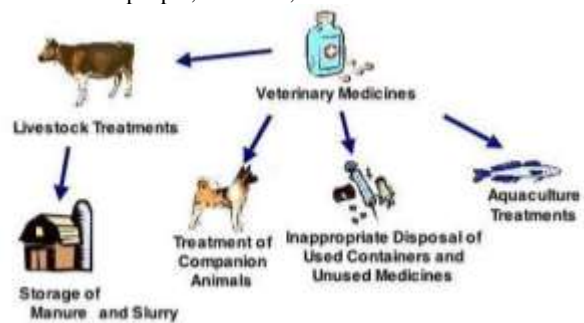 Veterinary Medicines
Livestock Treatments
Aquaculture
Treatments
Treatment of
Companion
Animals
Inappropriate Disposal of
Used Containers and
Unused Medicines
Storage of
Manure and Slurry